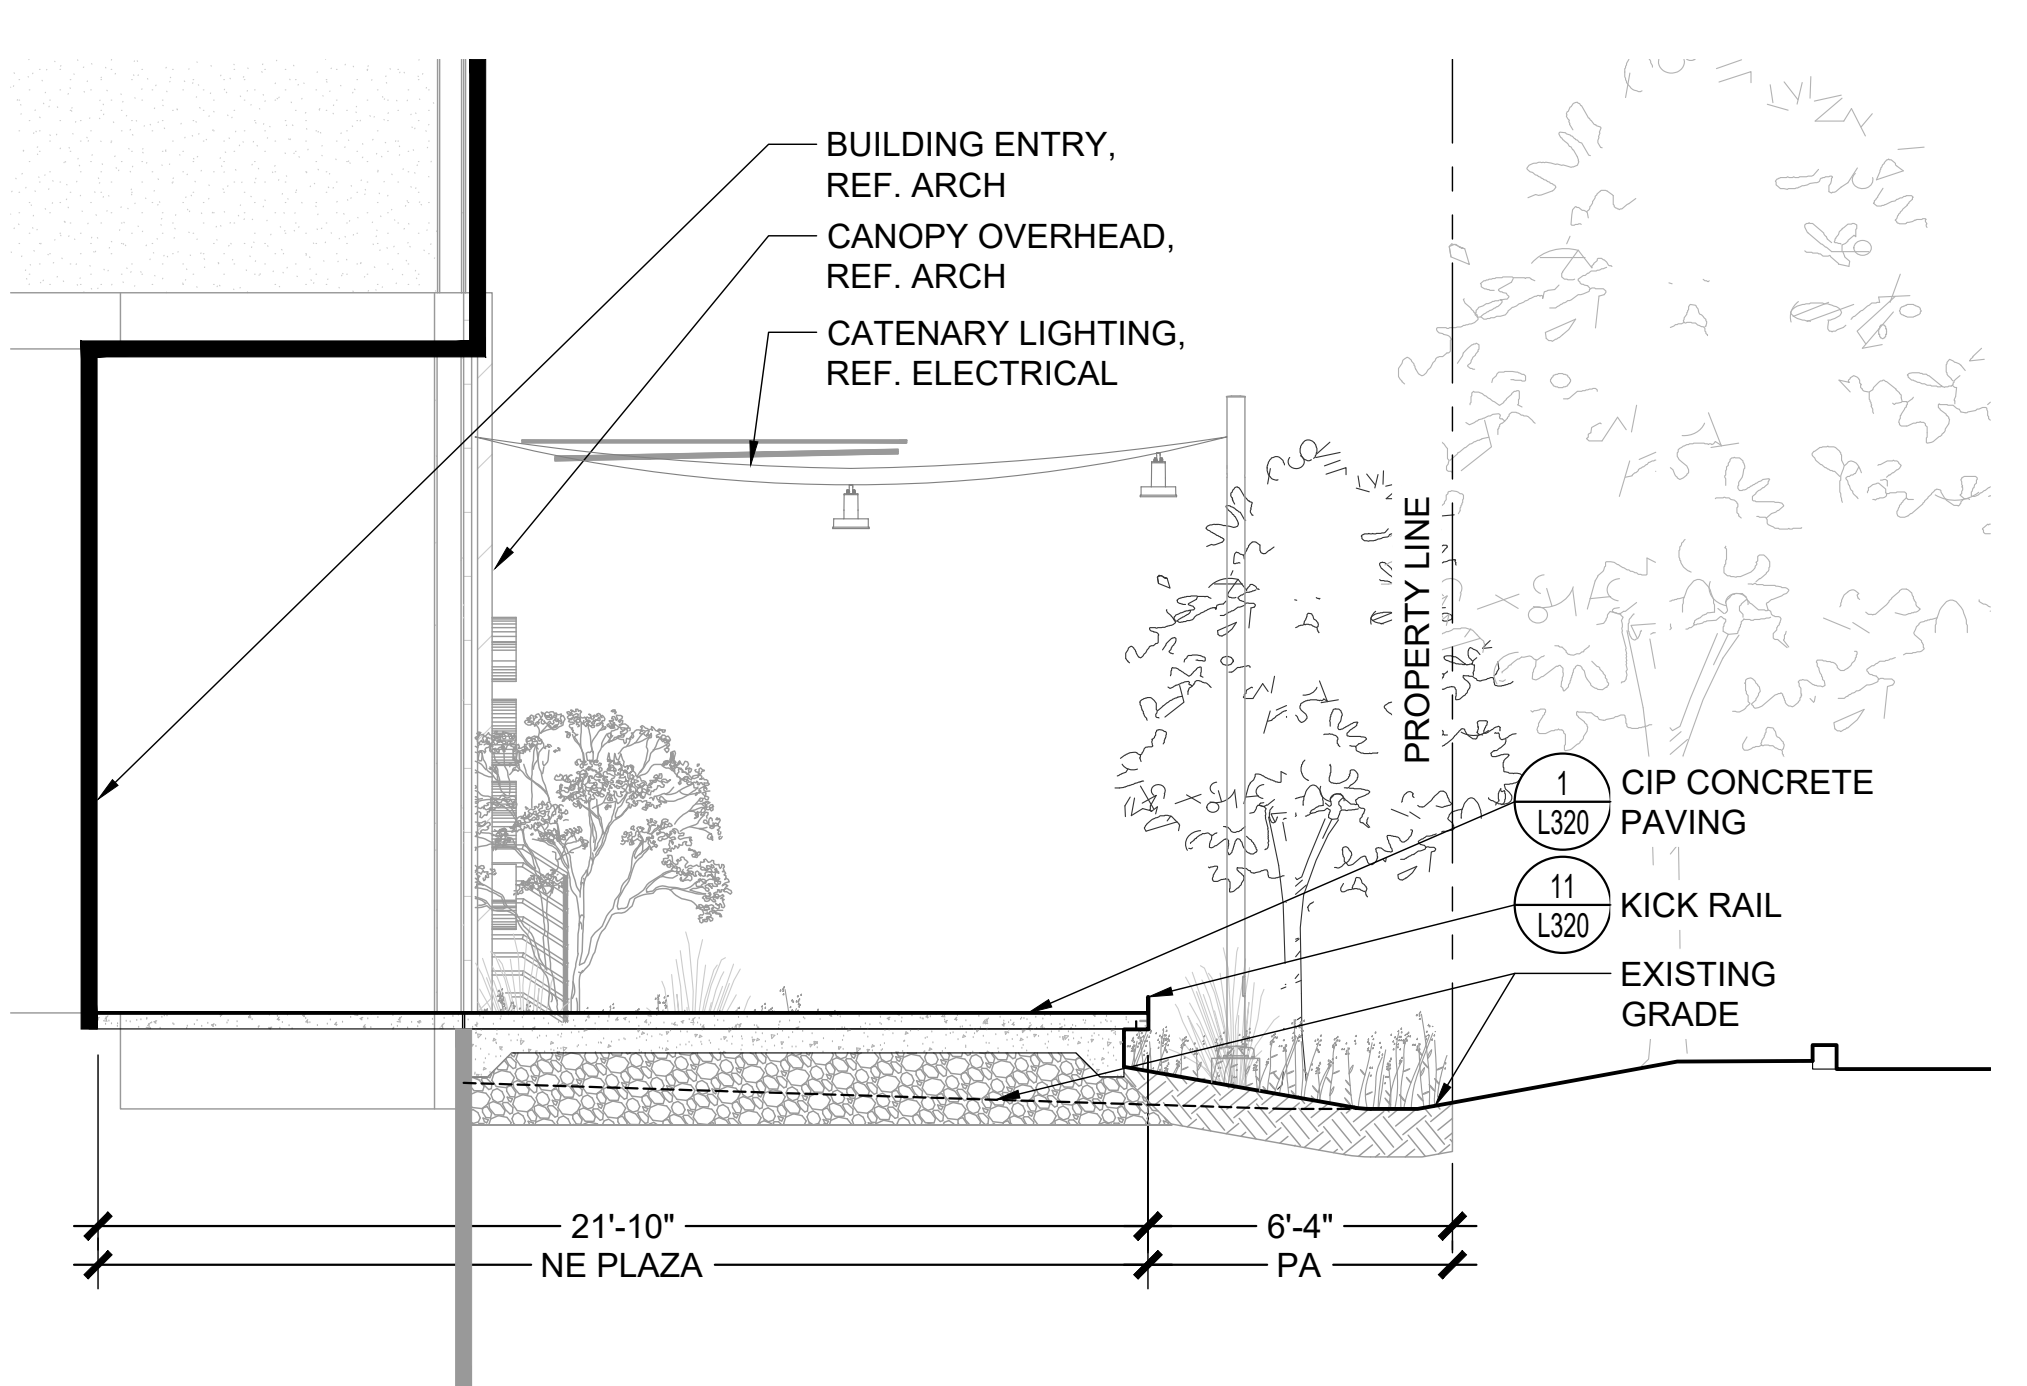 BUILDING ENTRY,
REF. ARCH
CANOPY OVERHEAD,
REF. ARCH
CATENARY LIGHTING,
REF. ELECTRICAL
PROPERTY LINE
1
L320
CIP CONCRETE
PAVING
11
L320
KICK RAIL
EXISTING
GRADE
21'-10"
6'-4"
NE PLAZA
PA